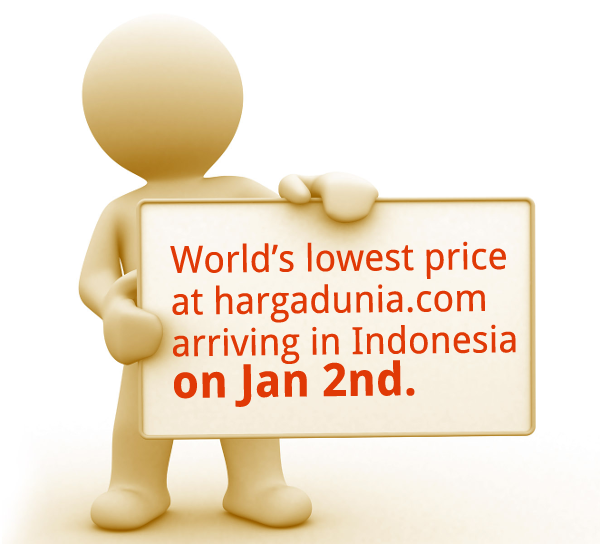 World's lowest price
at hargadunia.com
arriving in Indonesia
on Jan 2nd.